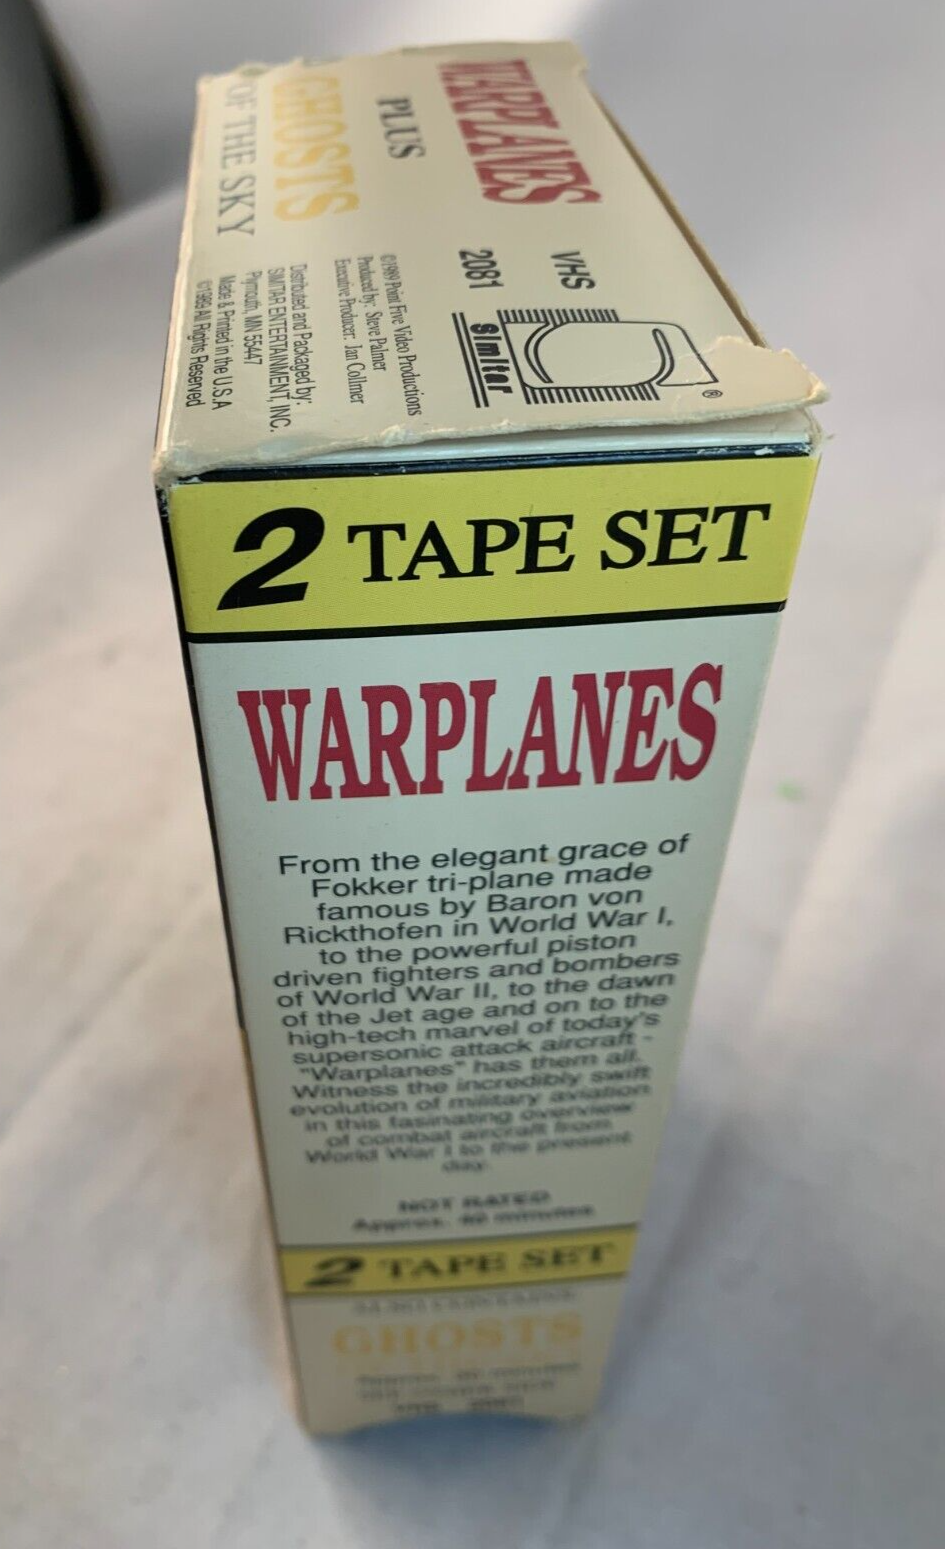 WARPLANES
PLUS
GHOSTS
OF THE SKY
VHS
2081
Simitar
®
©1989 Point Five Video Productions
Produced by: Steve Palmer
Executive Producer: Jan Collmer
Distributed and Packaged by:
SIMITAR ENTERTAINMENT, INC.
Plymouth, MN 55447
Made & Printed in the U.S.A
©1989 All Rights Reserved
2 TAPE SET
WARPLANES
From the elegant grace of
Fokker tri-plane made
famous by Baron von
Rickthofen in World War I,
to the powerful piston
driven fighters and bombers
of World War II, to the dawn
of the Jet age and on to the
high-tech marvel of today's
supersonic attack aircraft -
"Warplanes" has them all.
Witness the incredibly swift
evolution of military aviation
in this fasinating overview
of combat aircraft from
World War I to the present
day.
NOT RATED
Approx. 40 minutes
2 TAPE SET
GHOSTS
Approx. minutes